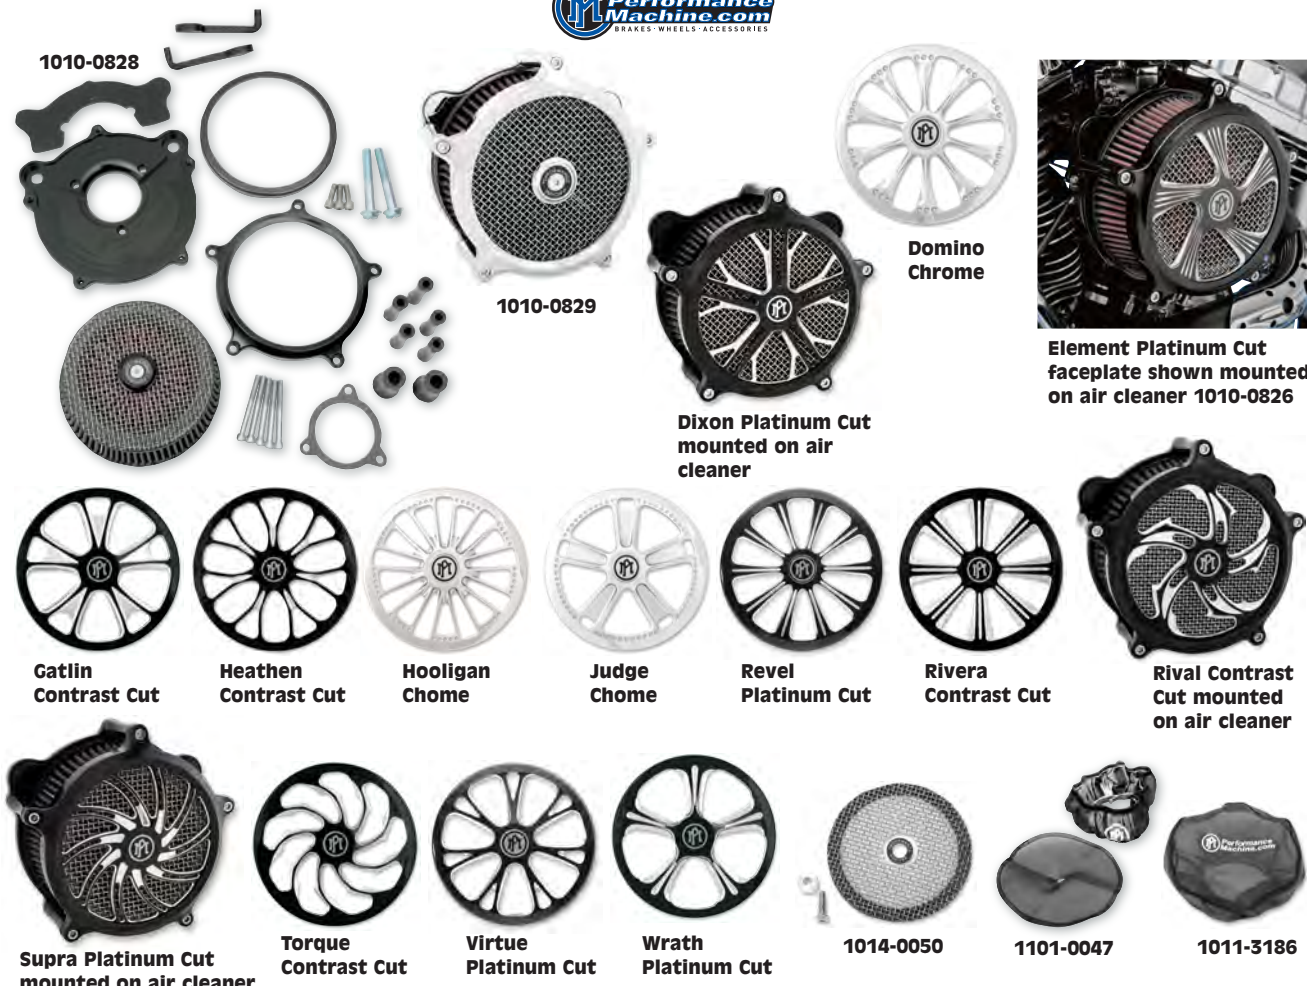 Performance
Machine.com
BRAKES · WHEELS · ACCESSORIES
1010-0828
1010-0829
Domino
Chrome
Element Platinum Cut
faceplate shown mounted
on air cleaner 1010-0826
Dixon Platinum Cut
mounted on air
cleaner
Gatlin
Contrast Cut
Heathen
Contrast Cut
Hooligan
Chome
Judge
Chome
Revel
Platinum Cut
Rivera
Contrast Cut
Rival Contrast
Cut mounted
on air cleaner
Supra Platinum Cut
mounted on air cleaner
Torque
Contrast Cut
Virtue
Platinum Cut
Wrath
Platinum Cut
1014-0050
1101-0047
Performance
Machine.com
1011-3186